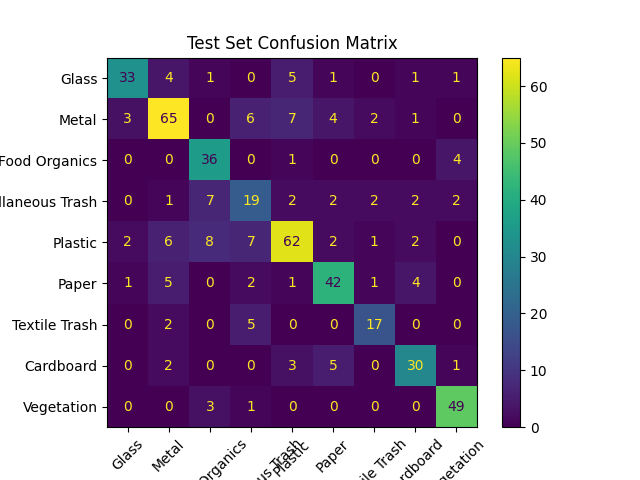 Test Set Confusion Matrix
Glass 33 4 1 0 5 1 0 1 1
Metal 3 65 0 6 7 4 2 1 0
Food Organics 0 0 36 0 1 0 0 0 4
llaneous Trash 0 1 7 19 2 2 2 2 2
Plastic 2 6 8 7 62 2 1 2 0
Paper 1 5 0 2 1 42 1 4 0
Textile Trash 0 2 0 5 0 0 17 0 0
Cardboard 0 2 0 0 3 5 0 30 1
Vegetation 0 0 3 1 0 0 0 0 49
Glass Metal Organics us Trash Plastic Paper ile Trash rdboard getation
60
50
40
30
20
10
0